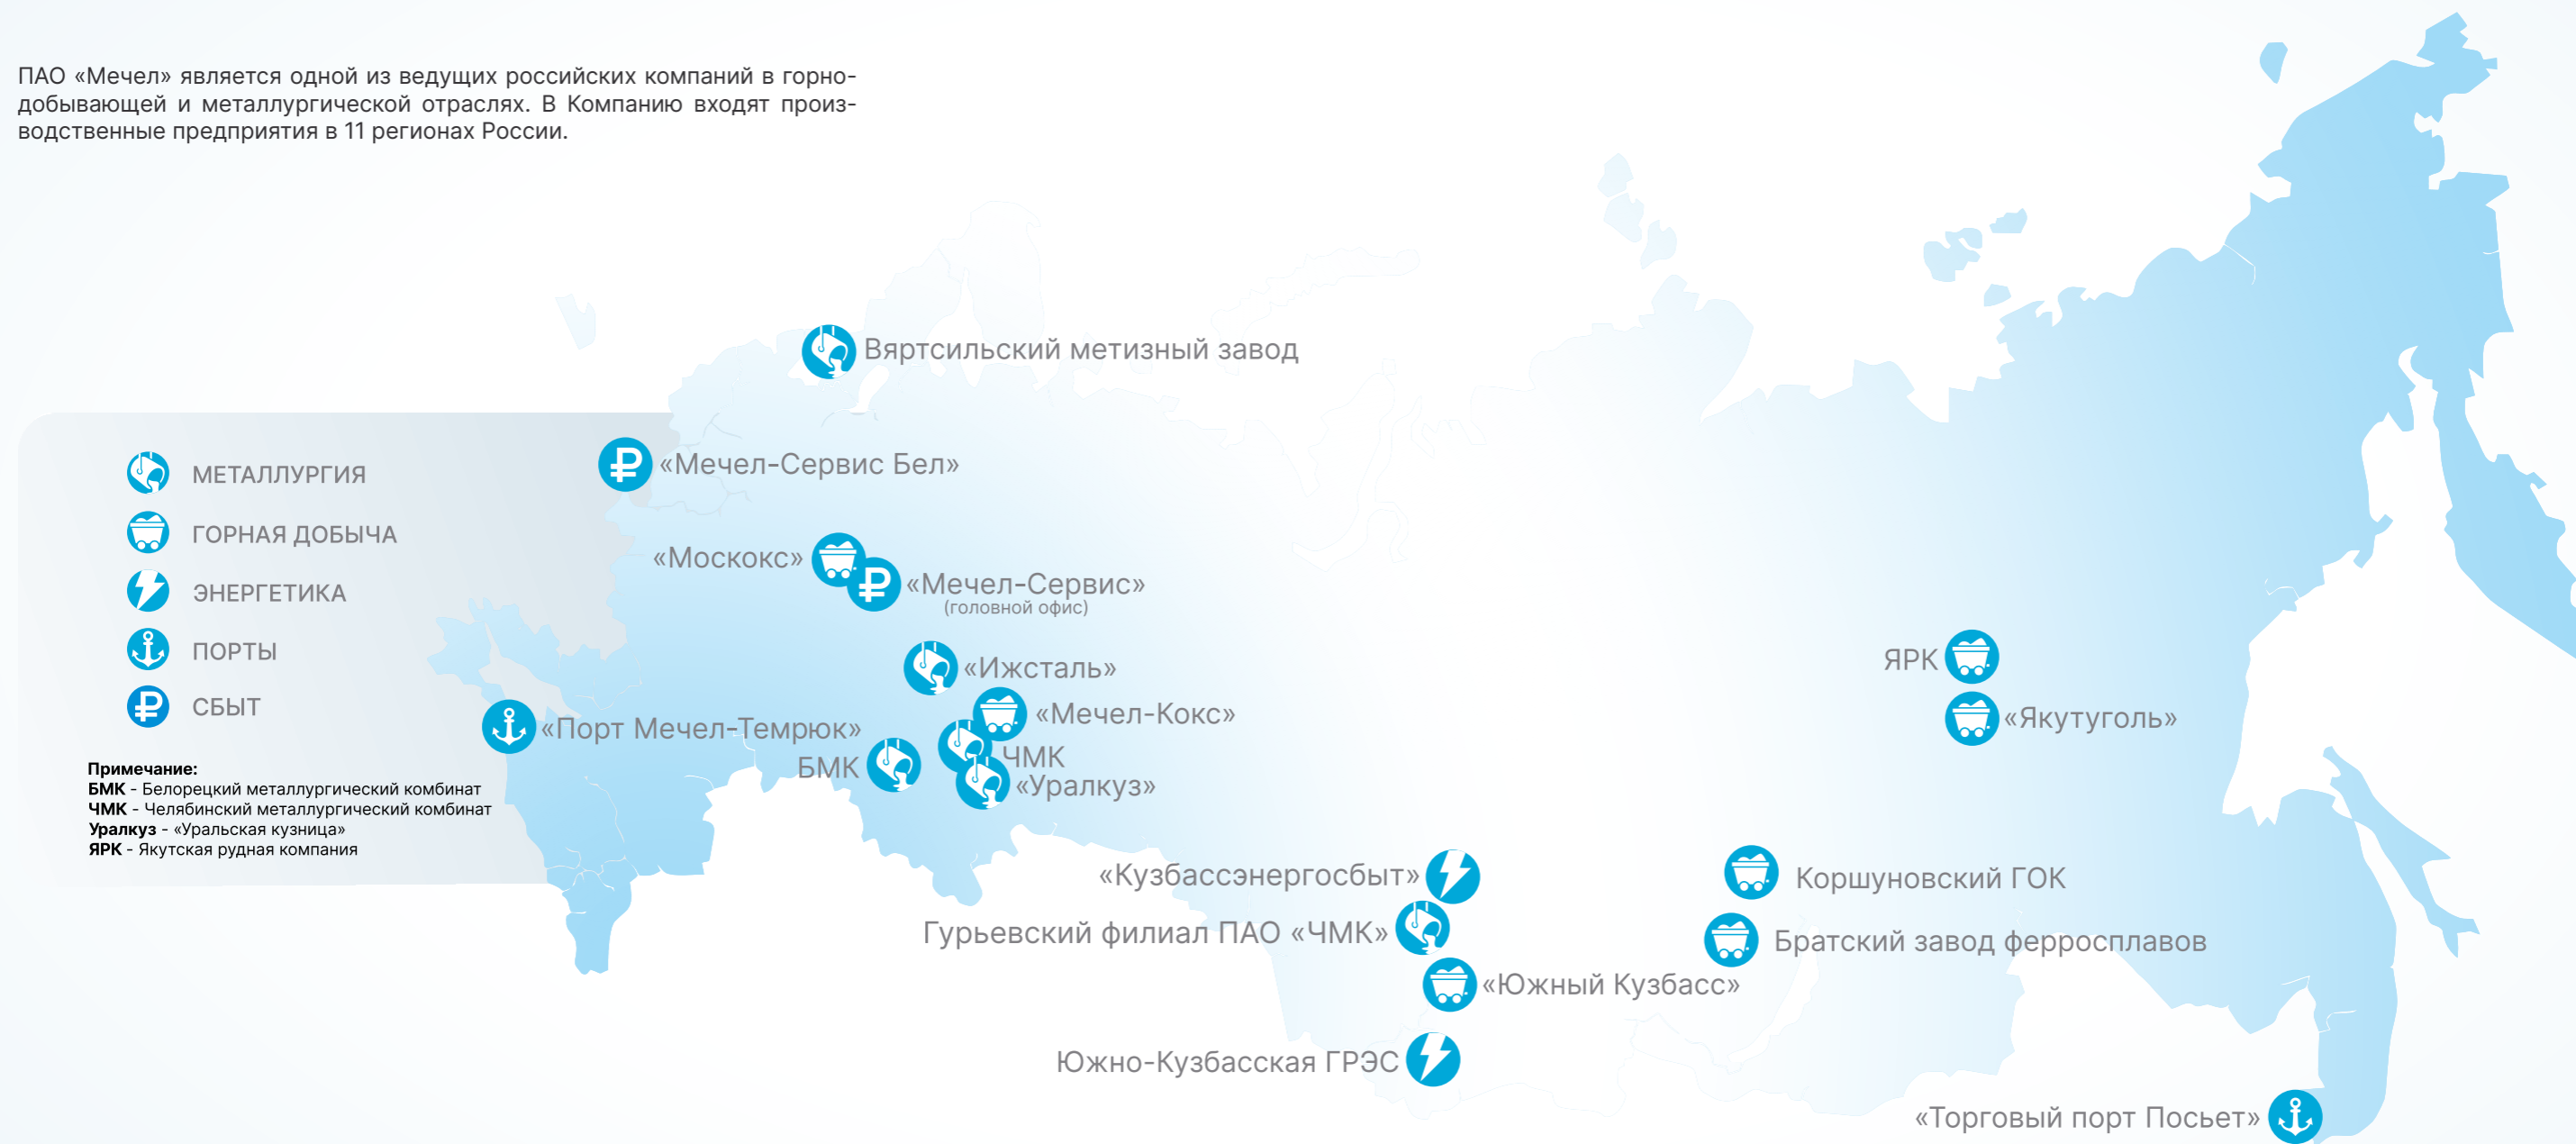 ПАО «Мечел» является одной из ведущих российских компаний в горно-
добывающей и металлургической отраслях. В Компанию входят произ-
водственные предприятия в 11 регионах России.
Вяртсильский метизный завод
МЕТАЛЛУРГИЯ
ГОРНАЯ ДОБЫЧА
ЭНЕРГЕТИКА
ПОРТЫ
СБЫТ
Примечание:
БМК - Белорецкий металлургический комбинат
ЧМК - Челябинский металлургический комбинат
Уралкуз - «Уральская кузница»
ЯРК - Якутская рудная компания
«Мечел-Сервис Бел»
«Москокс»
«Мечел-Сервис»
(головной офис)
«Ижсталь»
«Мечел-Кокс»
«Порт Мечел-Темрюк»
ЧМК
БМК
«Уралкуз»
ЯРК
«Якутуголь»
«Кузбассэнергосбыт»
Коршуновский ГОК
Гурьевский филиал ПАО «ЧМК»
Братский завод ферросплавов
«Южный Кузбасс»
Южно-Кузбасская ГРЭС
«Торговый порт Посьет»